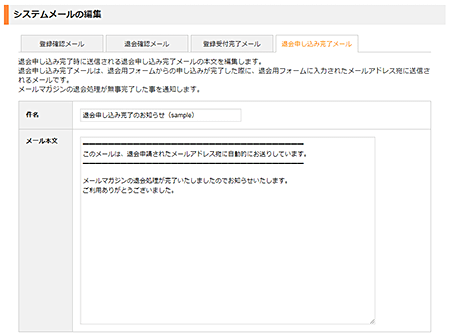 システムメールの編集
登録確認メール
退会確認メール
登録受付完了メール
退会申し込み完了メール
退会申し込み完了時に送信される退会申し込み完了メールの本文を編集します。
退会申し込み完了メールは、退会用フォームからの申し込みが完了した際に、退会用フォームに入力されたメールアドレス宛に送信さ
れるメールです。
メールマガジンの退会処理が無事完了した事を通知します。
件名
退会申し込み完了のお知らせ（sample）
メール本文
このメールは、退会申請されたメールアドレス宛に自動的にお送りしています。
メールマガジンの退会処理が完了いたしましたのでお知らせいたします。
ご利用ありがとうございました。